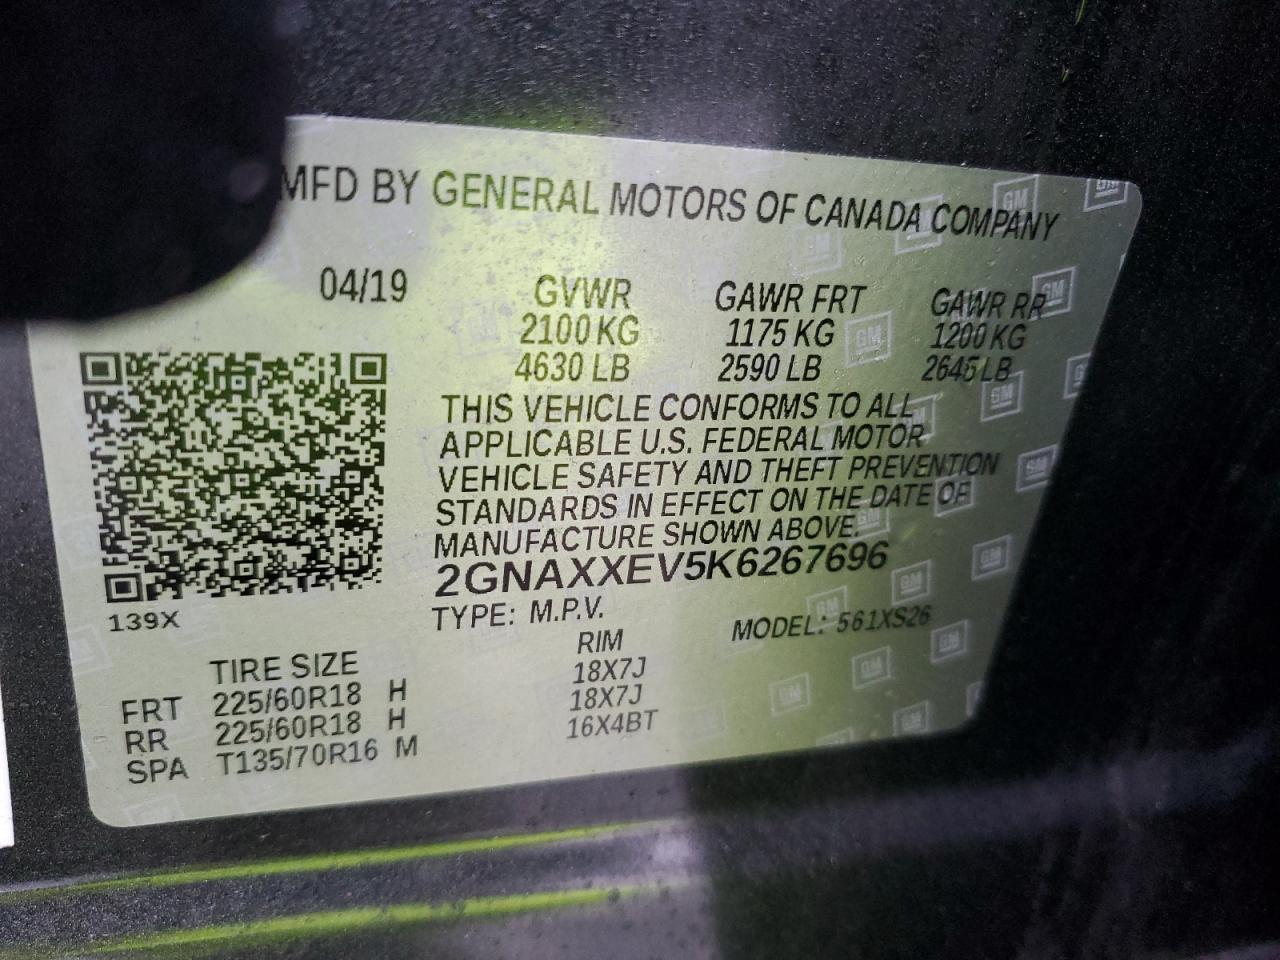 MFD BY GENERAL MOTORS OF CANADA COMPANY
04/19 GVWR GAWR FRT GAWR RR
2100 KG 1175 KG 1200 KG
4630 LB 2590 LB 2645 LB
THIS VEHICLE CONFORMS TO ALL
APPLICABLE U.S. FEDERAL MOTOR
VEHICLE SAFETY AND THEFT PREVENTION
STANDARDS IN EFFECT ON THE DATE OF
MANUFACTURE SHOWN ABOVE.
2GNAXXEV5K6267696
139X
TYPE: M.P.V. MODEL: 561XS26
TIRE SIZE RIM
FRT 225/60R18 H 18X7J
RR 225/60R18 H 18X7J
SPA T135/70R16 M 16X4BT